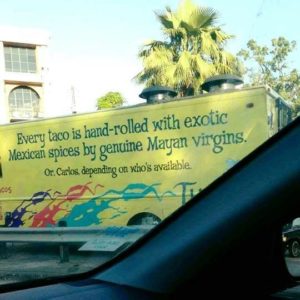 Every taco is hand-rolled with exotic
Mexican spices by genuine Mayan virgins.
Or, Carlos, depending on who's available.